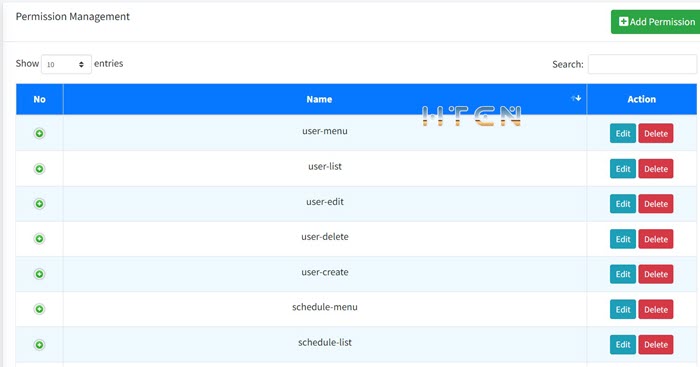 Permission Management
Add Permission
Show 10 entries
Search:
No Name Action
HTEN
user-menu Edit Delete
user-list Edit Delete
user-edit Edit Delete
user-delete Edit Delete
user-create Edit Delete
schedule-menu Edit Delete
schedule-list Edit Delete